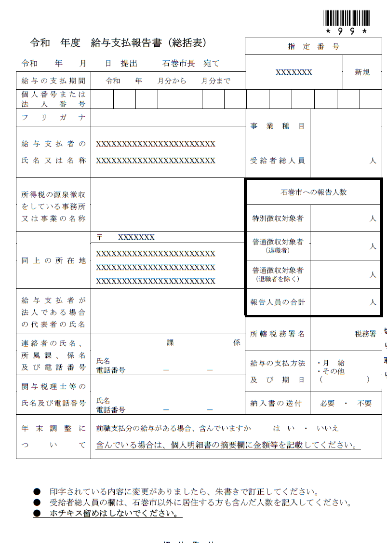 *99*
令和　年度　給与支払報告書（総括表）
指 定 番 号
令和　年　月　日 提出　石巻市長 宛て
XXXXXXX
新規
給与の支払期間
令和　年　月分から　月分まで
個人番号または
法 人 番 号
フ リ ガ ナ
給与支払者の
氏名又は名称
XXXXXXXXXXXXXXXXXXXXXXX
XXXXXXXXXXXXXXXXXXXXXXX
事 業 種 目
受給者総人員
人
所得税の源泉徴収
をしている事務所
又は事業の名称
石巻市への報告人数
特別徴収対象者
人
普通徴収対象者
（退職者）
人
普通徴収対象者
（退職者を除く）
人
報告人員の合計
人
同上の所在地
〒　XXXXXXX
XXXXXXXXXXXXXXXXXXXXXXX
XXXXXXXXXXXXXXXXXXXXXXX
XXXXXXXXXXXXXXXXXXXXXXX
給与支払者が
法人である場合
の代表者の氏名
所轄税務署名
税務署
連絡者の氏名、
所属課、係名
及び電話番号
課　係
氏名
電話番号　－　－
給与の支払方法
及 び 期 日
・月　給
・その他
（　　）
関与税理士等の
氏名及び電話番号
氏名
電話番号　－　－
納入書の送付
必要　・　不要
年末調整に
つ い て
前職支払分の給与がある場合、含んでいますか　は い ・ いいえ
含んでいる場合は、個人明細書の摘要欄に金額等を記載してください。
● 印字されている内容に変更がありましたら、朱書きで訂正してください。
● 受給者総人員の欄は、石巻市以外に居住する方も含んだ人数を記入してください。
● ホチキス留めはしないでください。